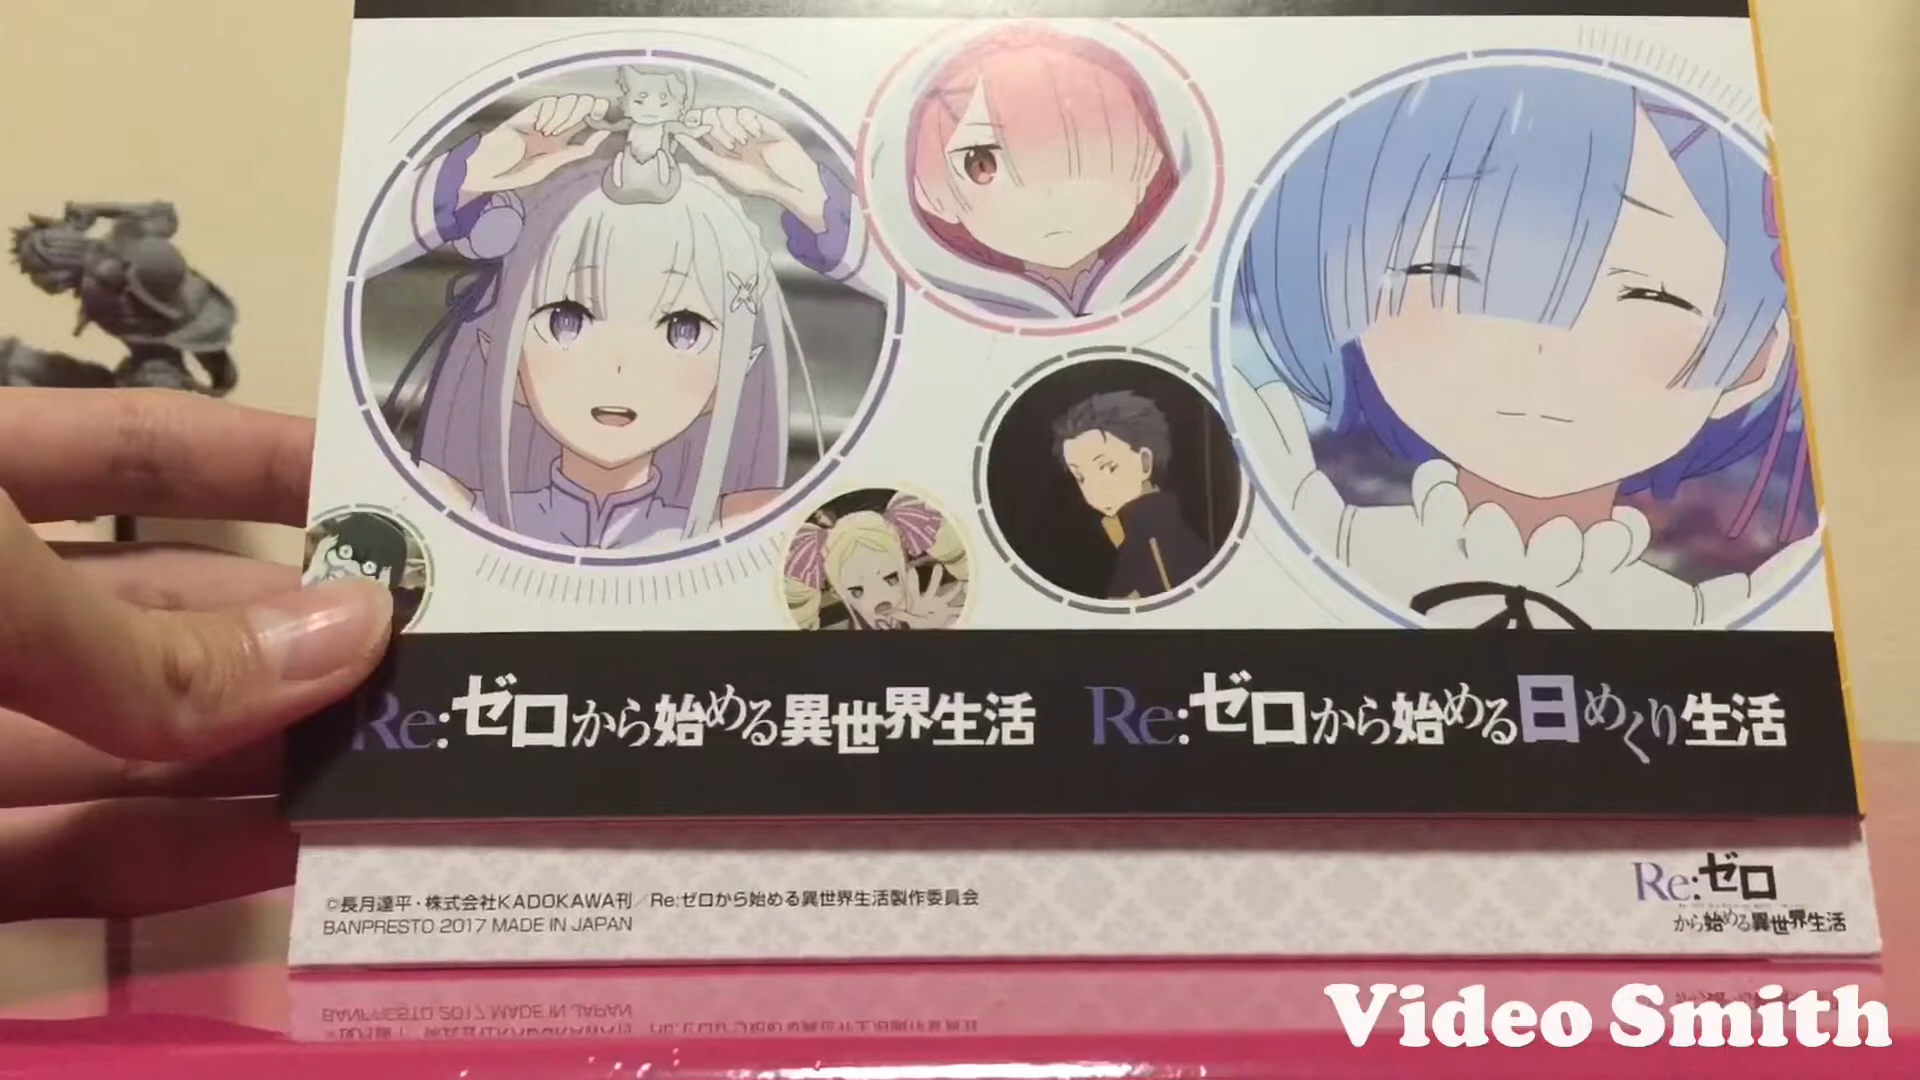 Re:ゼロから始める異世界生活
Re:ゼロから始める日めくり生活
©長月達平・株式会社KADOKAWA刊／Re:ゼロから始める異世界生活製作委員会
BANPRESTO 2017 MADE IN JAPAN
Re:ゼロ
から始める異世界生活
Video Smith